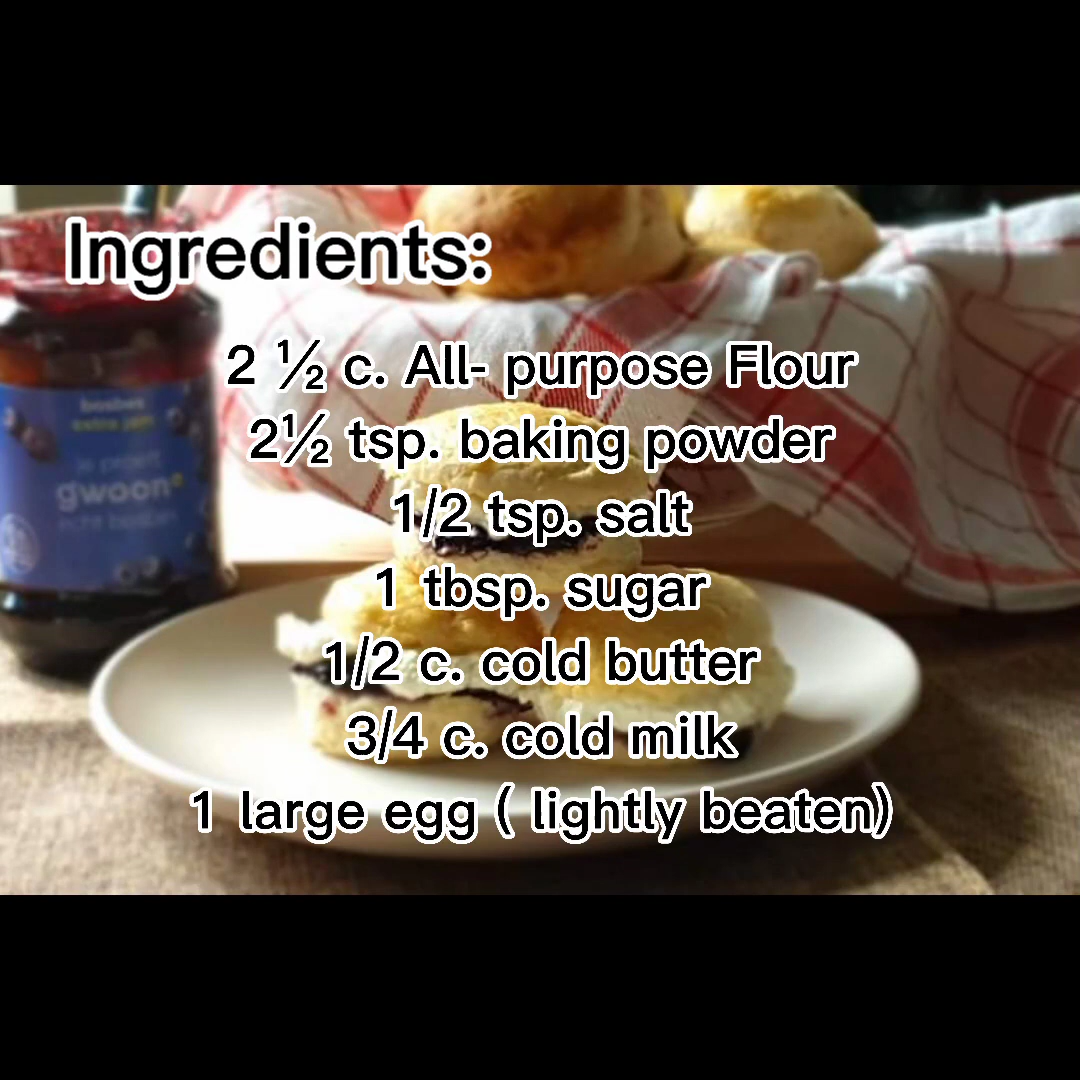 Ingredients:
2 ½ c. All- purpose Flour
2½ tsp. baking powder
1/2 tsp. salt
1 tbsp. sugar
1/2 c. cold butter
3/4 c. cold milk
1 large egg ( lightly beaten)
gwoon